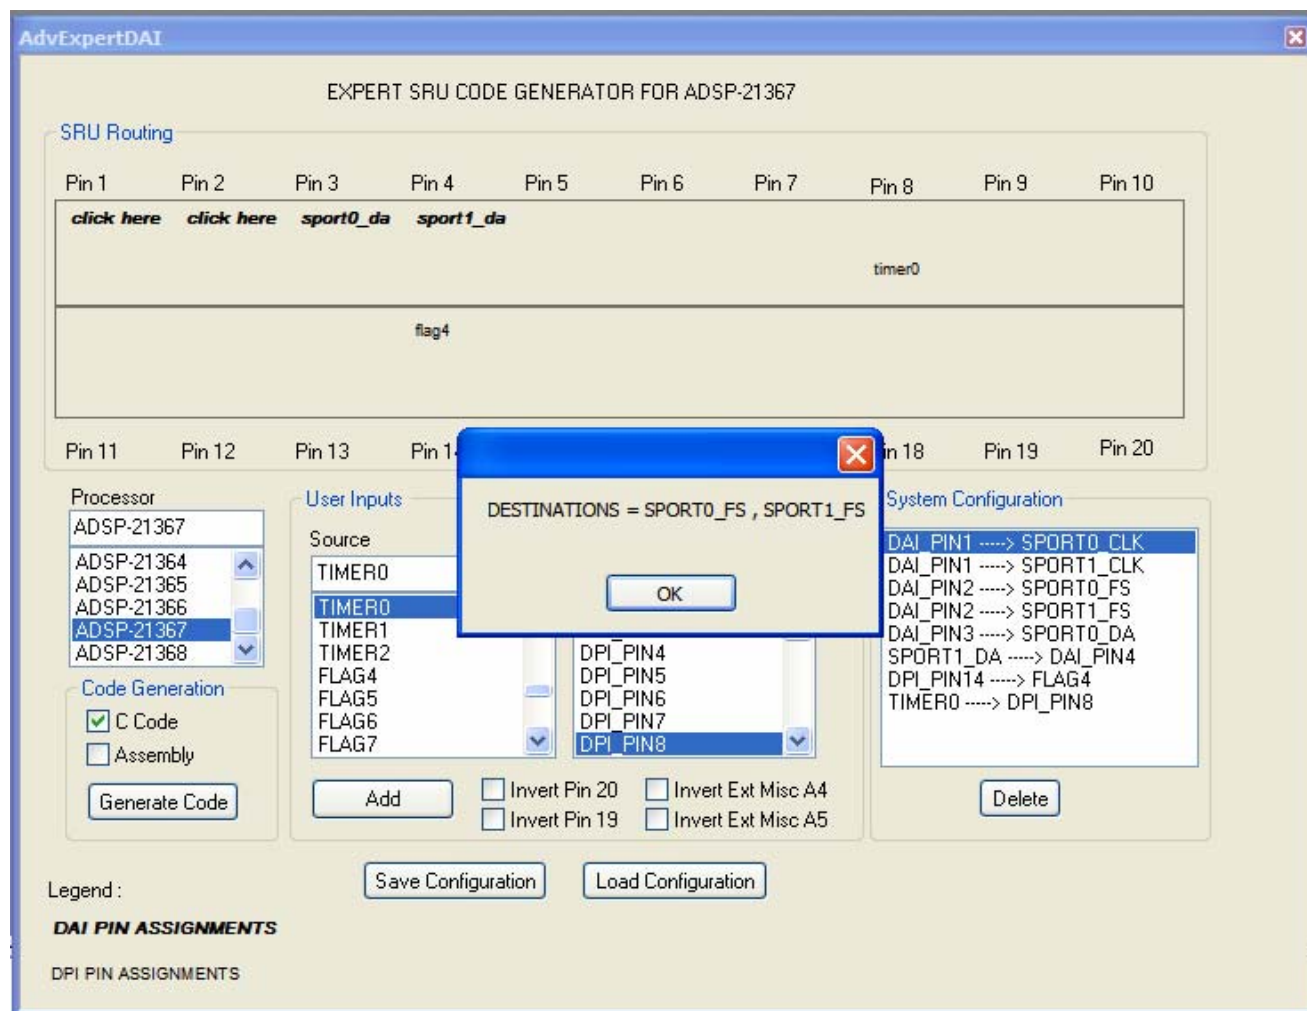 AdvExpertDAI
EXPERT SRU CODE GENERATOR FOR ADSP-21367
SRU Routing
Pin 1 Pin 2 Pin 3 Pin 4 Pin 5 Pin 6 Pin 7 Pin 8 Pin 9 Pin 10
click here click here sport0_da sport1_da
timer0
flag4
Pin 11 Pin 12 Pin 13 Pin 18 Pin 19 Pin 20
DESTINATIONS = SPORT0_FS , SPORT1_FS
OK
Processor
ADSP-21367
ADSP-21364
ADSP-21365
ADSP-21366
ADSP-21367
ADSP-21368
Code Generation
C Code
Assembly
Generate Code
User Inputs
Source
TIMER0
TIMER0
TIMER1
TIMER2
FLAG4
FLAG5
FLAG6
FLAG7
DPI_PIN4
DPI_PIN5
DPI_PIN6
DPI_PIN7
DPI_PIN8
Add
Invert Pin 20 Invert Ext Misc A4
Invert Pin 19 Invert Ext Misc A5
System Configuration
DAI_PIN1 -----> SPORT0_CLK
DAI_PIN1 -----> SPORT1_CLK
DAI_PIN2 -----> SPORT0_FS
DAI_PIN2 -----> SPORT1_FS
DAI_PIN3 -----> SPORT0_DA
SPORT1_DA -----> DAI_PIN4
DPI_PIN14 -----> FLAG4
TIMER0 -----> DPI_PIN8
Delete
Save Configuration Load Configuration
Legend :
DAI PIN ASSIGNMENTS
DPI PIN ASSIGNMENTS